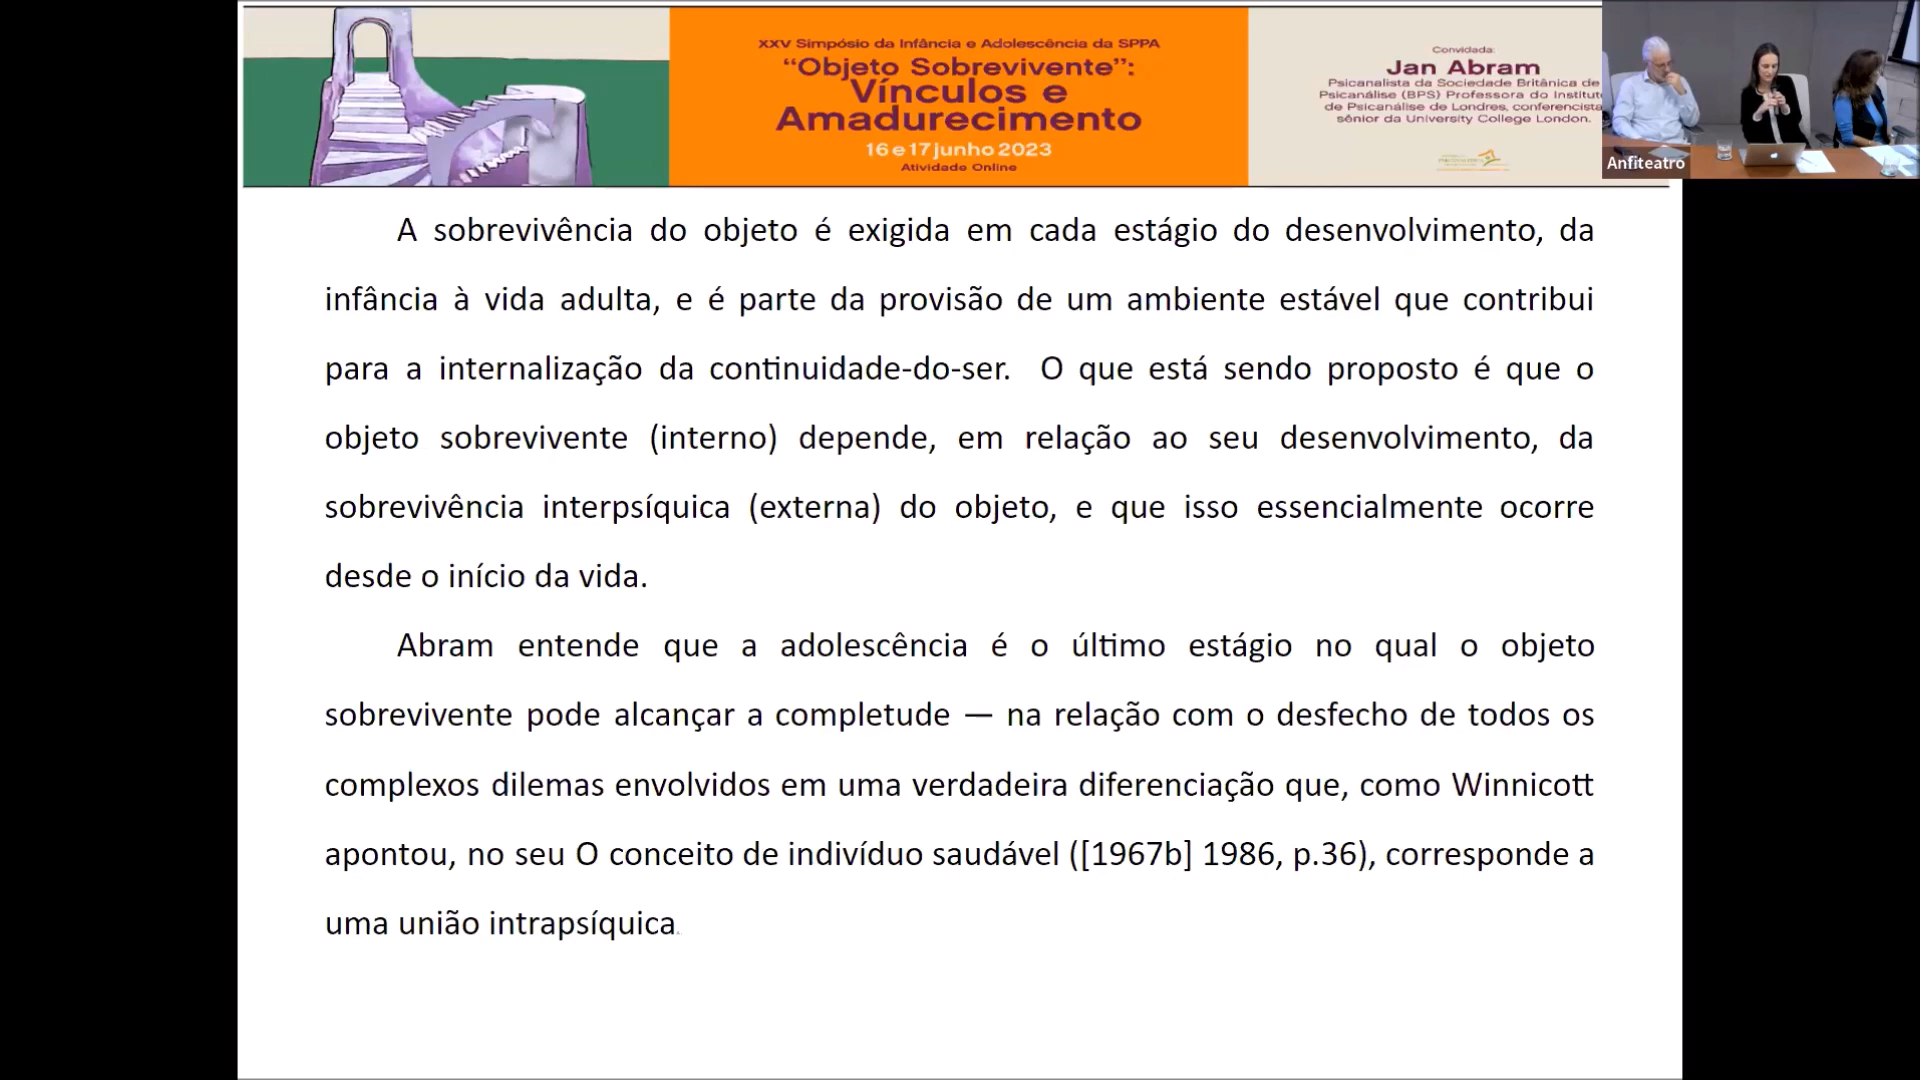 XXV Simpósio da Infância e Adolescência da SPPA
“Objeto Sobrevivente”:
Vínculos e
Amadurecimento
16 e 17 junho 2023
Atividade Online
Convidada:
Jan Abram
Psicanalista da Sociedade Britânica de
Psicanálise (BPS) Professora do Institut
de Psicanálise de Londres, conferencista
sênior da University College London.
Anfiteatro
A sobrevivência do objeto é exigida em cada estágio do desenvolvimento, da
infância à vida adulta, e é parte da provisão de um ambiente estável que contribui
para a internalização da continuidade-do-ser. O que está sendo proposto é que o
objeto sobrevivente (interno) depende, em relação ao seu desenvolvimento, da
sobrevivência interpsíquica (externa) do objeto, e que isso essencialmente ocorre
desde o início da vida.
Abram entende que a adolescência é o último estágio no qual o objeto
sobrevivente pode alcançar a completude — na relação com o desfecho de todos os
complexos dilemas envolvidos em uma verdadeira diferenciação que, como Winnicott
apontou, no seu O conceito de indivíduo saudável ([1967b] 1986, p.36), corresponde a
uma união intrapsíquica.